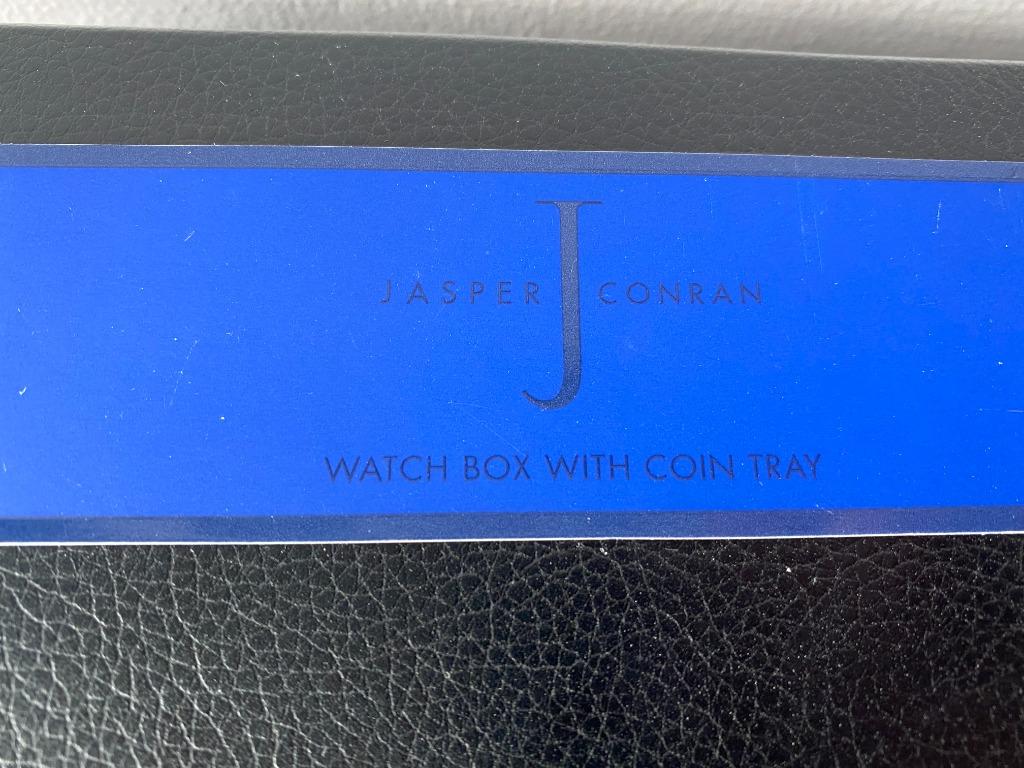 JASPER J CONRAN
WATCH BOX WITH COIN TRAY